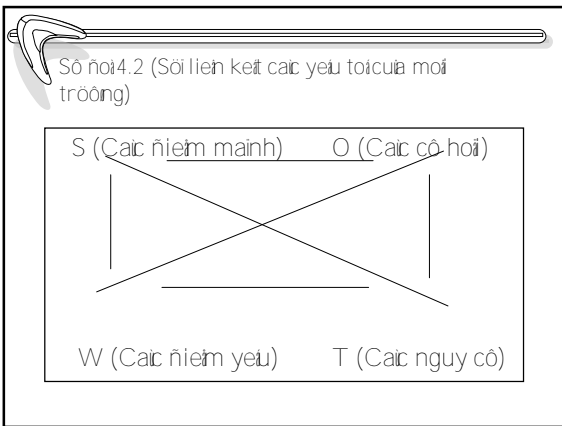 Sô ñoà 4.2 (Söï lieân keát caùc yeáu toá cuûa moâi
tröôøng)
S (Caùc ñieåm maïnh) O (Caùc cô hoäi)
W (Caùc ñieåm yeáu) T (Caùc nguy cô)